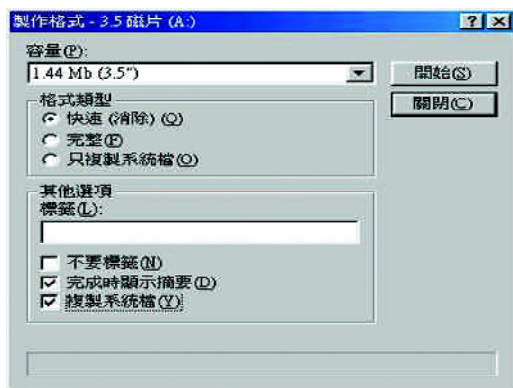 製作格式 - 3.5 磁片 (A:)
容量(P):
1.44 Mb (3.5")
開始(S)
關閉(C)
格式類型
快速 (消除) (Q)
完整(F)
只複製系統檔(O)
其他選項
標籤(L):
不要標籤(N)
完成時顯示摘要(D)
複製系統檔(Y)